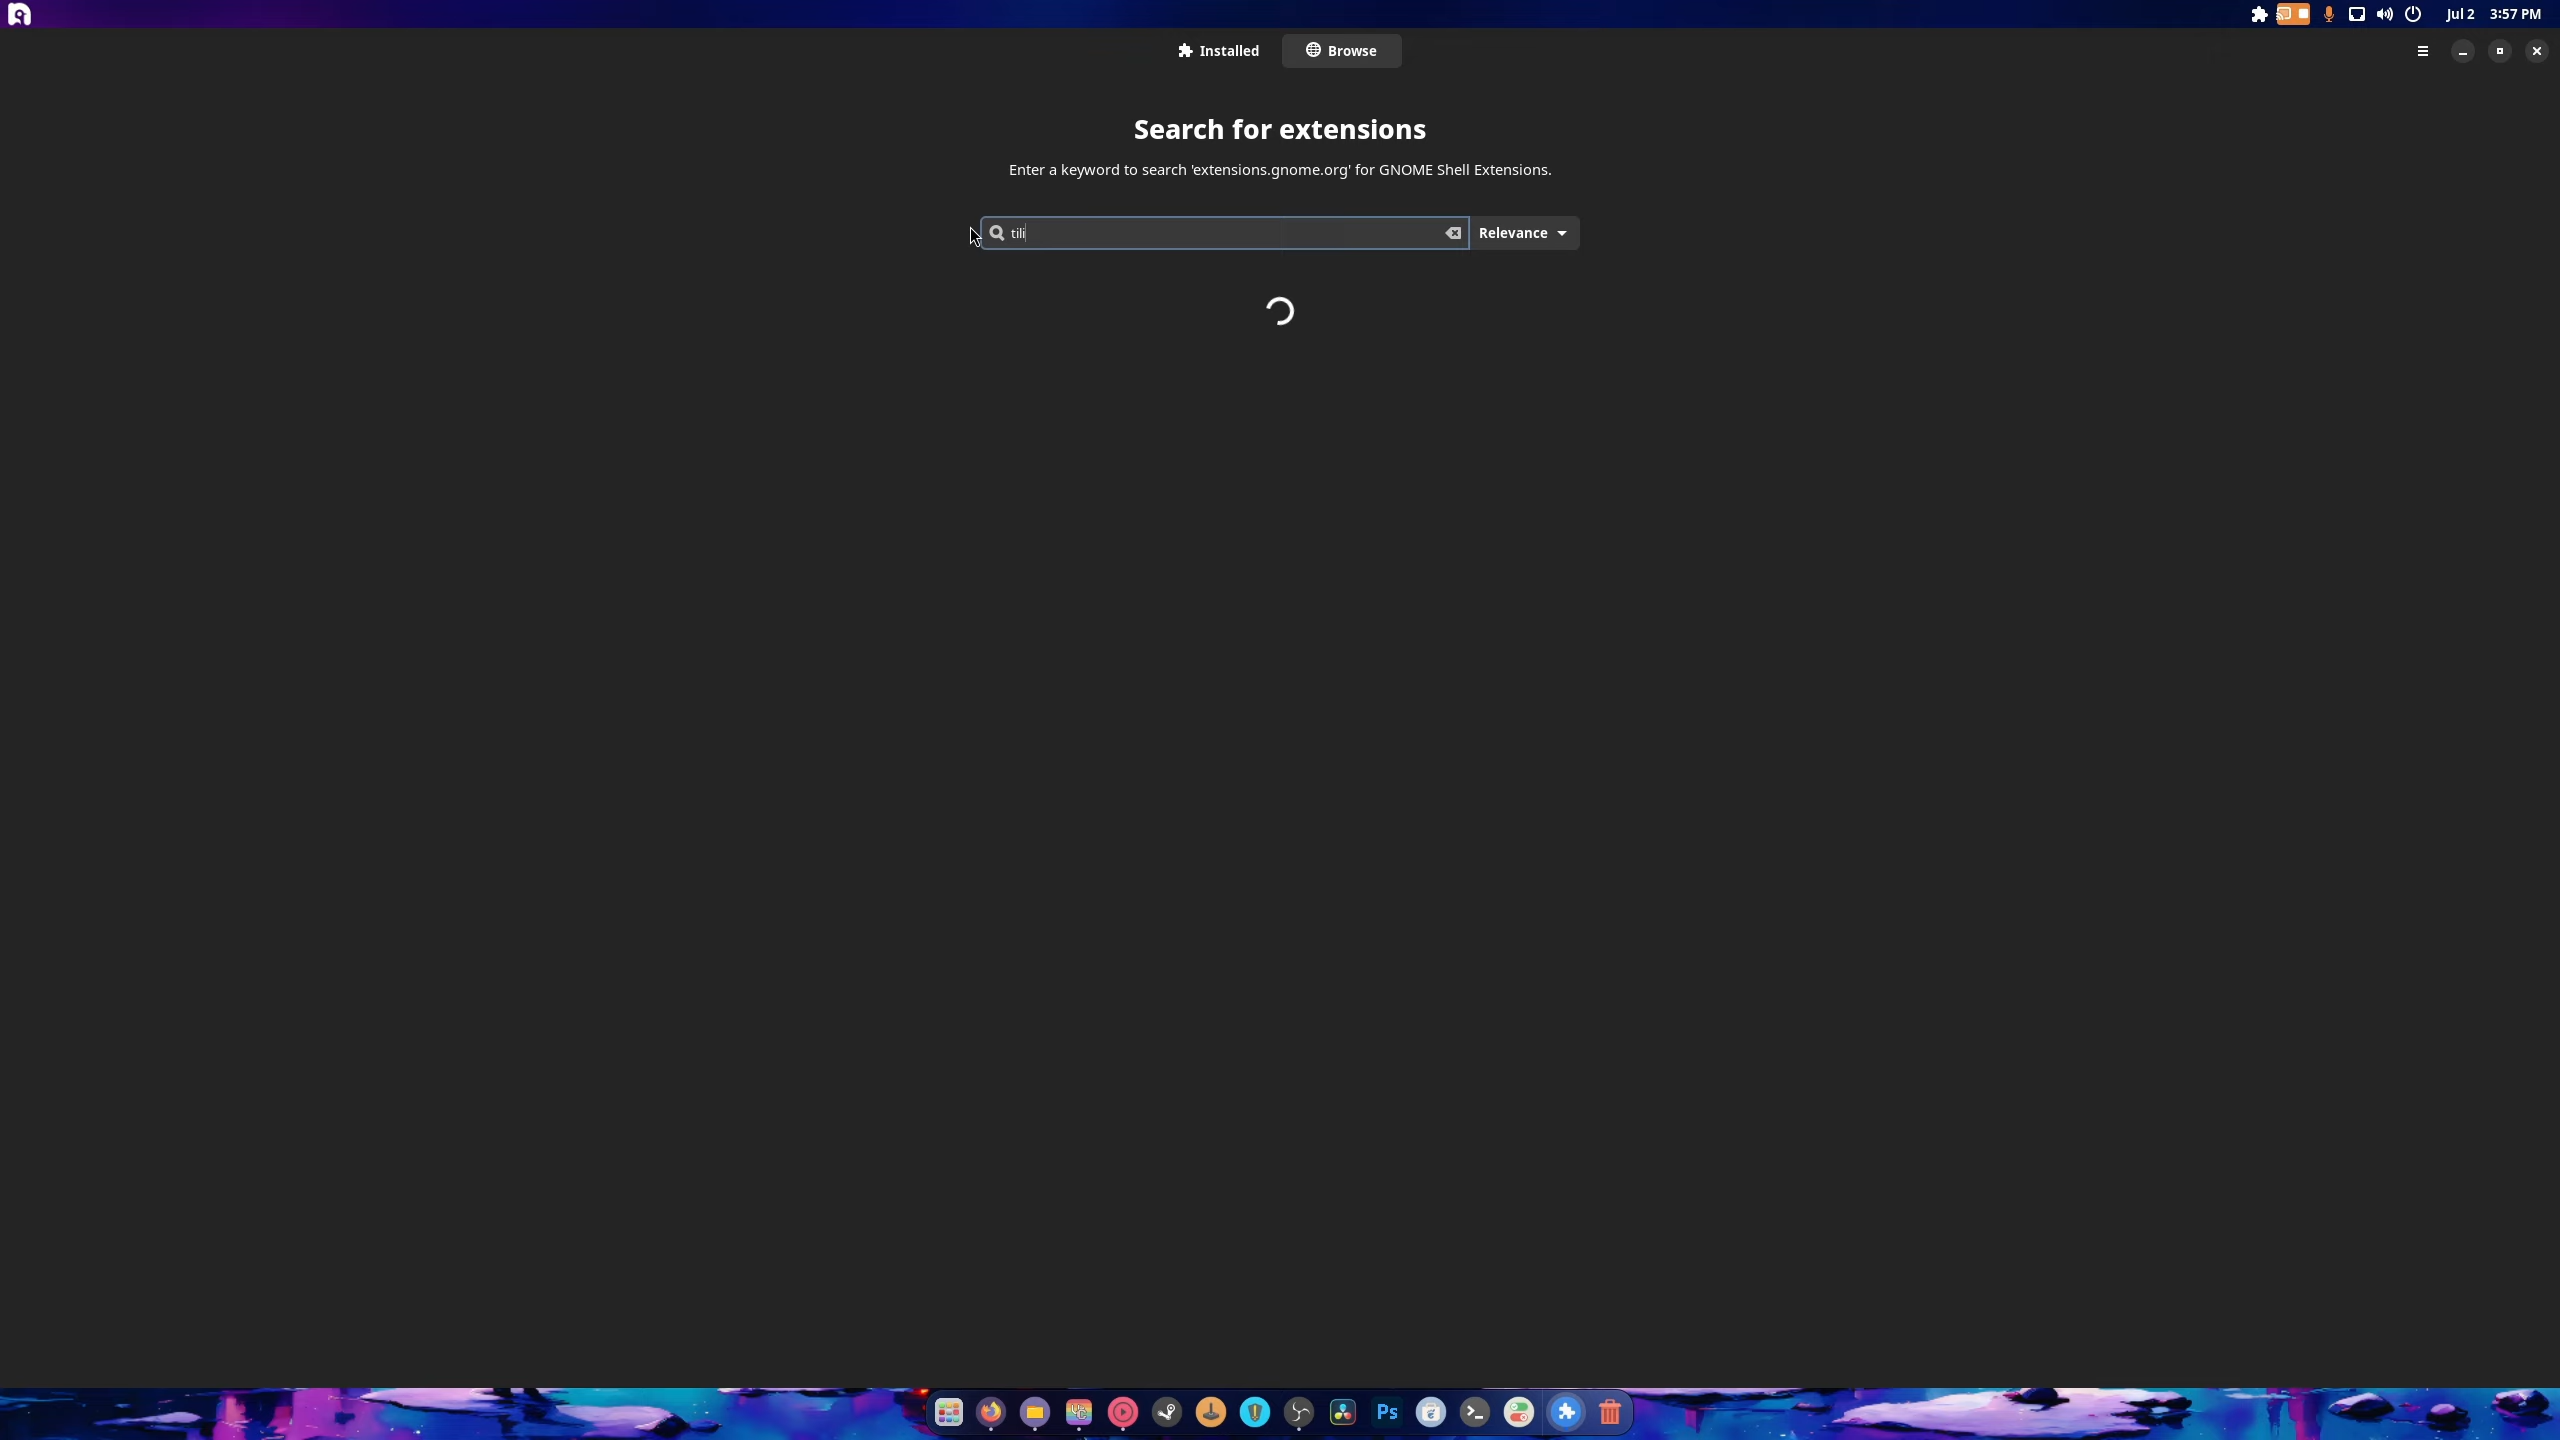 Jul 2 3:57 PM
Installed
Browse
Search for extensions
Enter a keyword to search 'extensions.gnome.org' for GNOME Shell Extensions.
tili
Relevance
UC
Ps